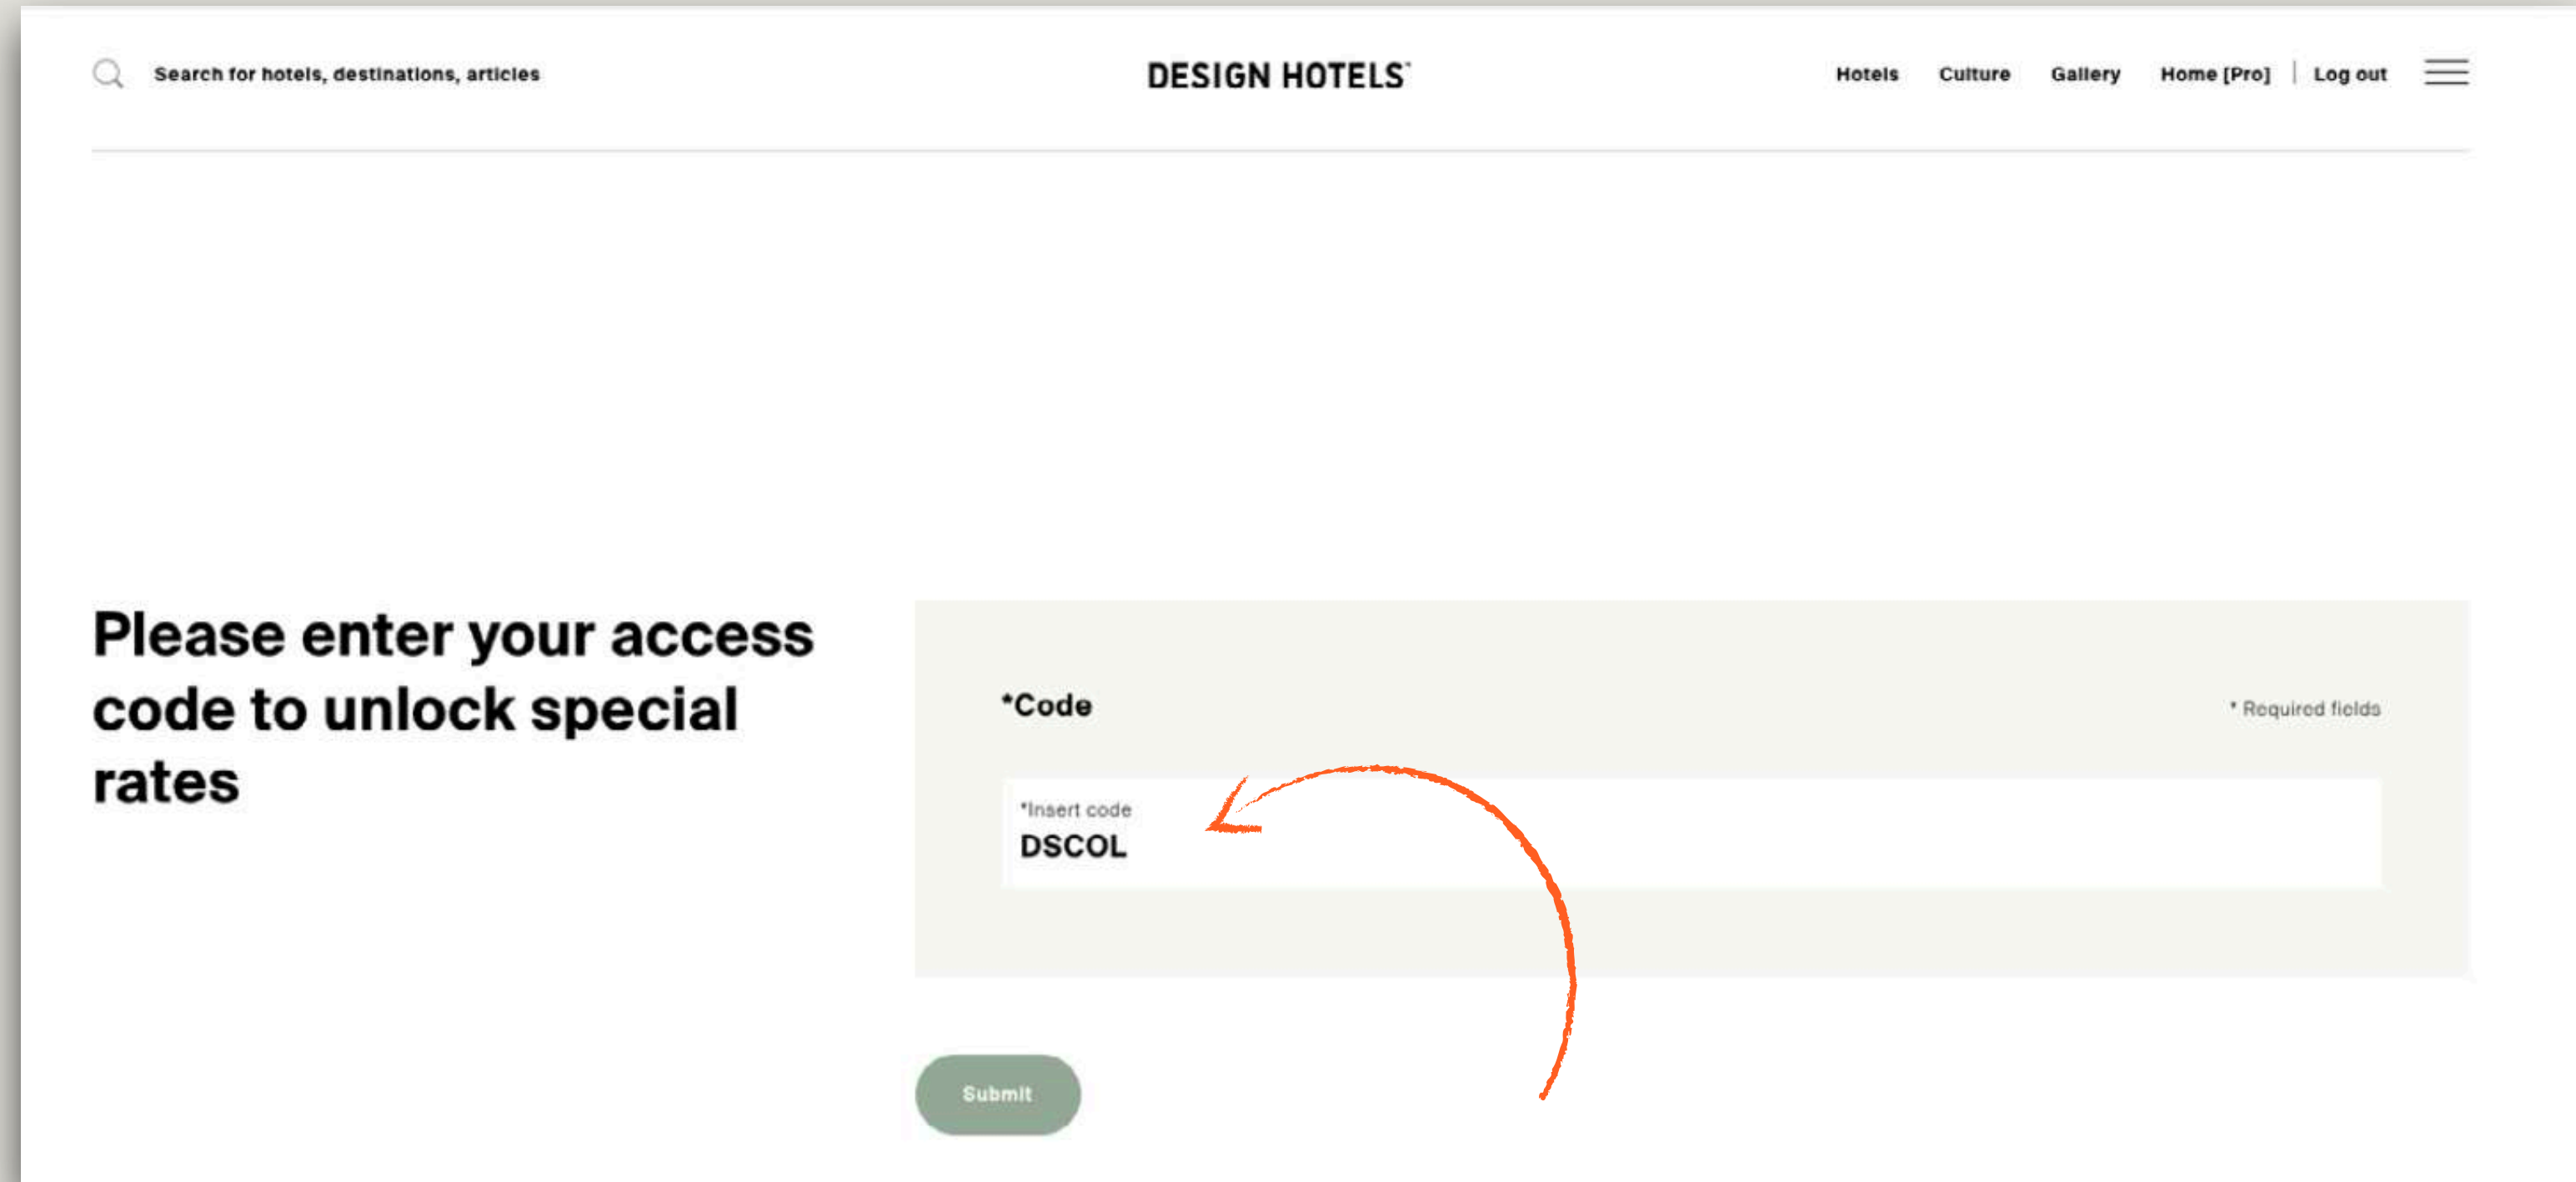 Search for hotels, destinations, articles
DESIGN HOTELS™
Hotels Culture Gallery Home [Pro] | Log out
Please enter your access
code to unlock special
rates
*Code
* Required fields
*Insert code
DSCOL
Submit